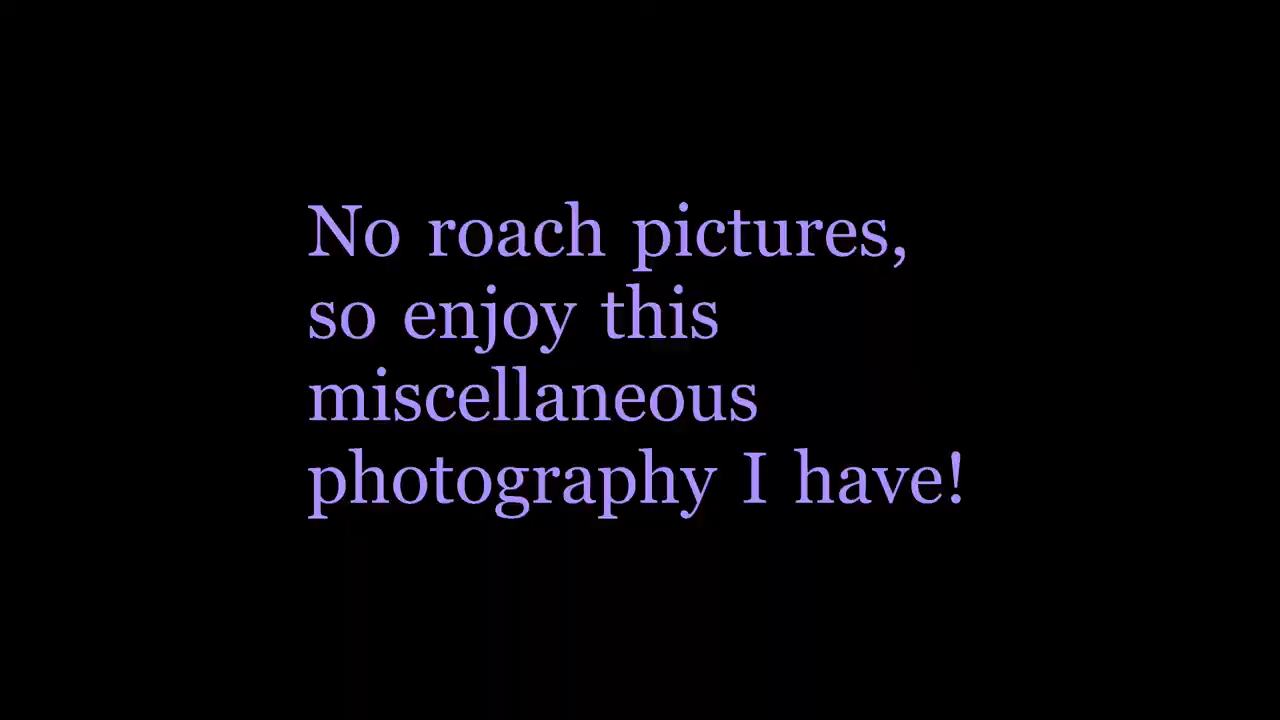 No roach pictures,
so enjoy this
miscellaneous
photography I have!